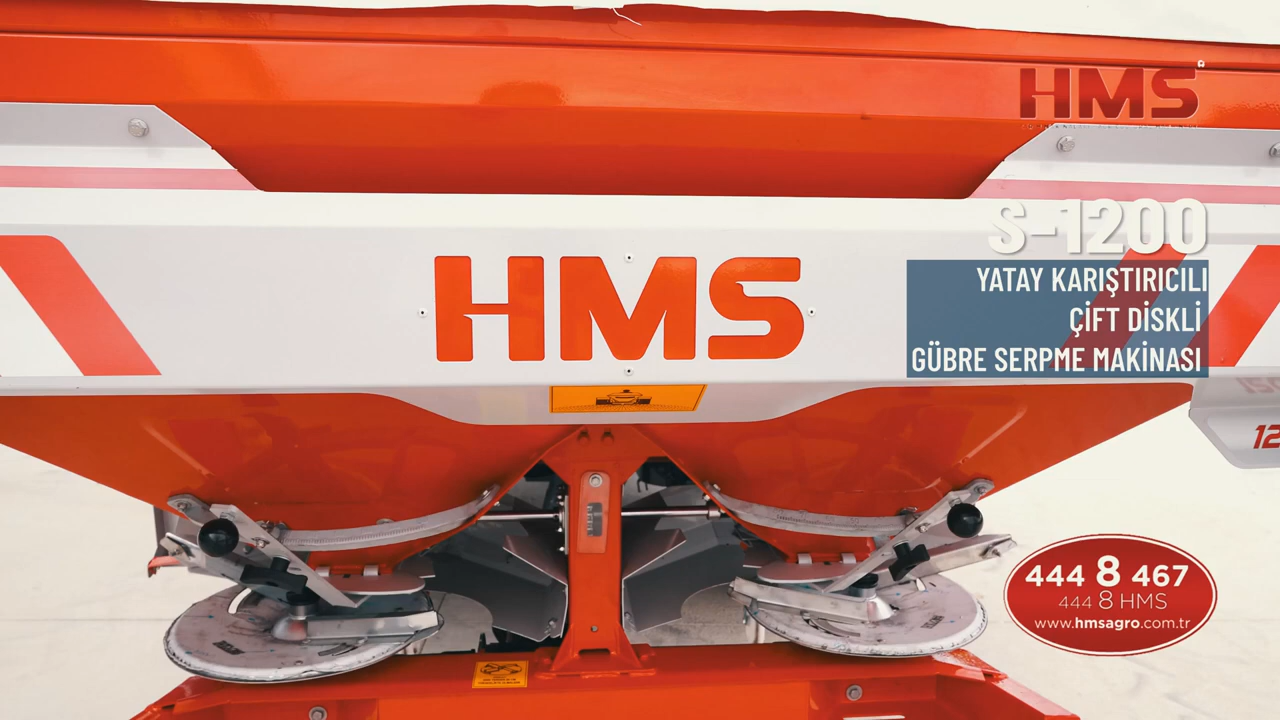 HMS
S-1200
YATAY KARIŞTIRICILI
ÇİFT DİSKLİ
GÜBRE SERPME MAKİNASI
HMS
12
444 8 467
444 8 HMS
www.hmsagro.com.tr